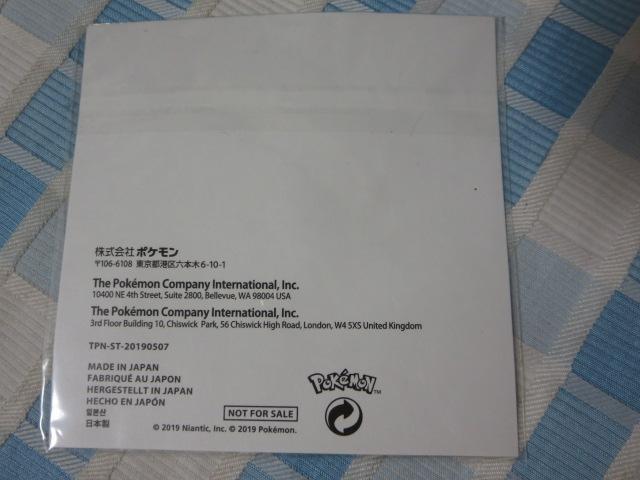 株式会社 ポケモン
〒106-6108 東京都港区六本木6-10-1
The Pokémon Company International, Inc.
10400 NE 4th Street, Suite 2800, Bellevue, WA 98004 USA
The Pokémon Company International, Inc.
3rd Floor Building 10, Chiswick Park, 56 Chiswick High Road, London, W4 5XS United Kingdom
TPN-ST-20190507
MADE IN JAPAN
FABRIQUÉ AU JAPON
HERGESTELLT IN JAPAN
HECHO EN JAPÓN
일본산
日本製
NOT FOR SALE
© 2019 Niantic, Inc. © 2019 Pokémon.
POKéMON™